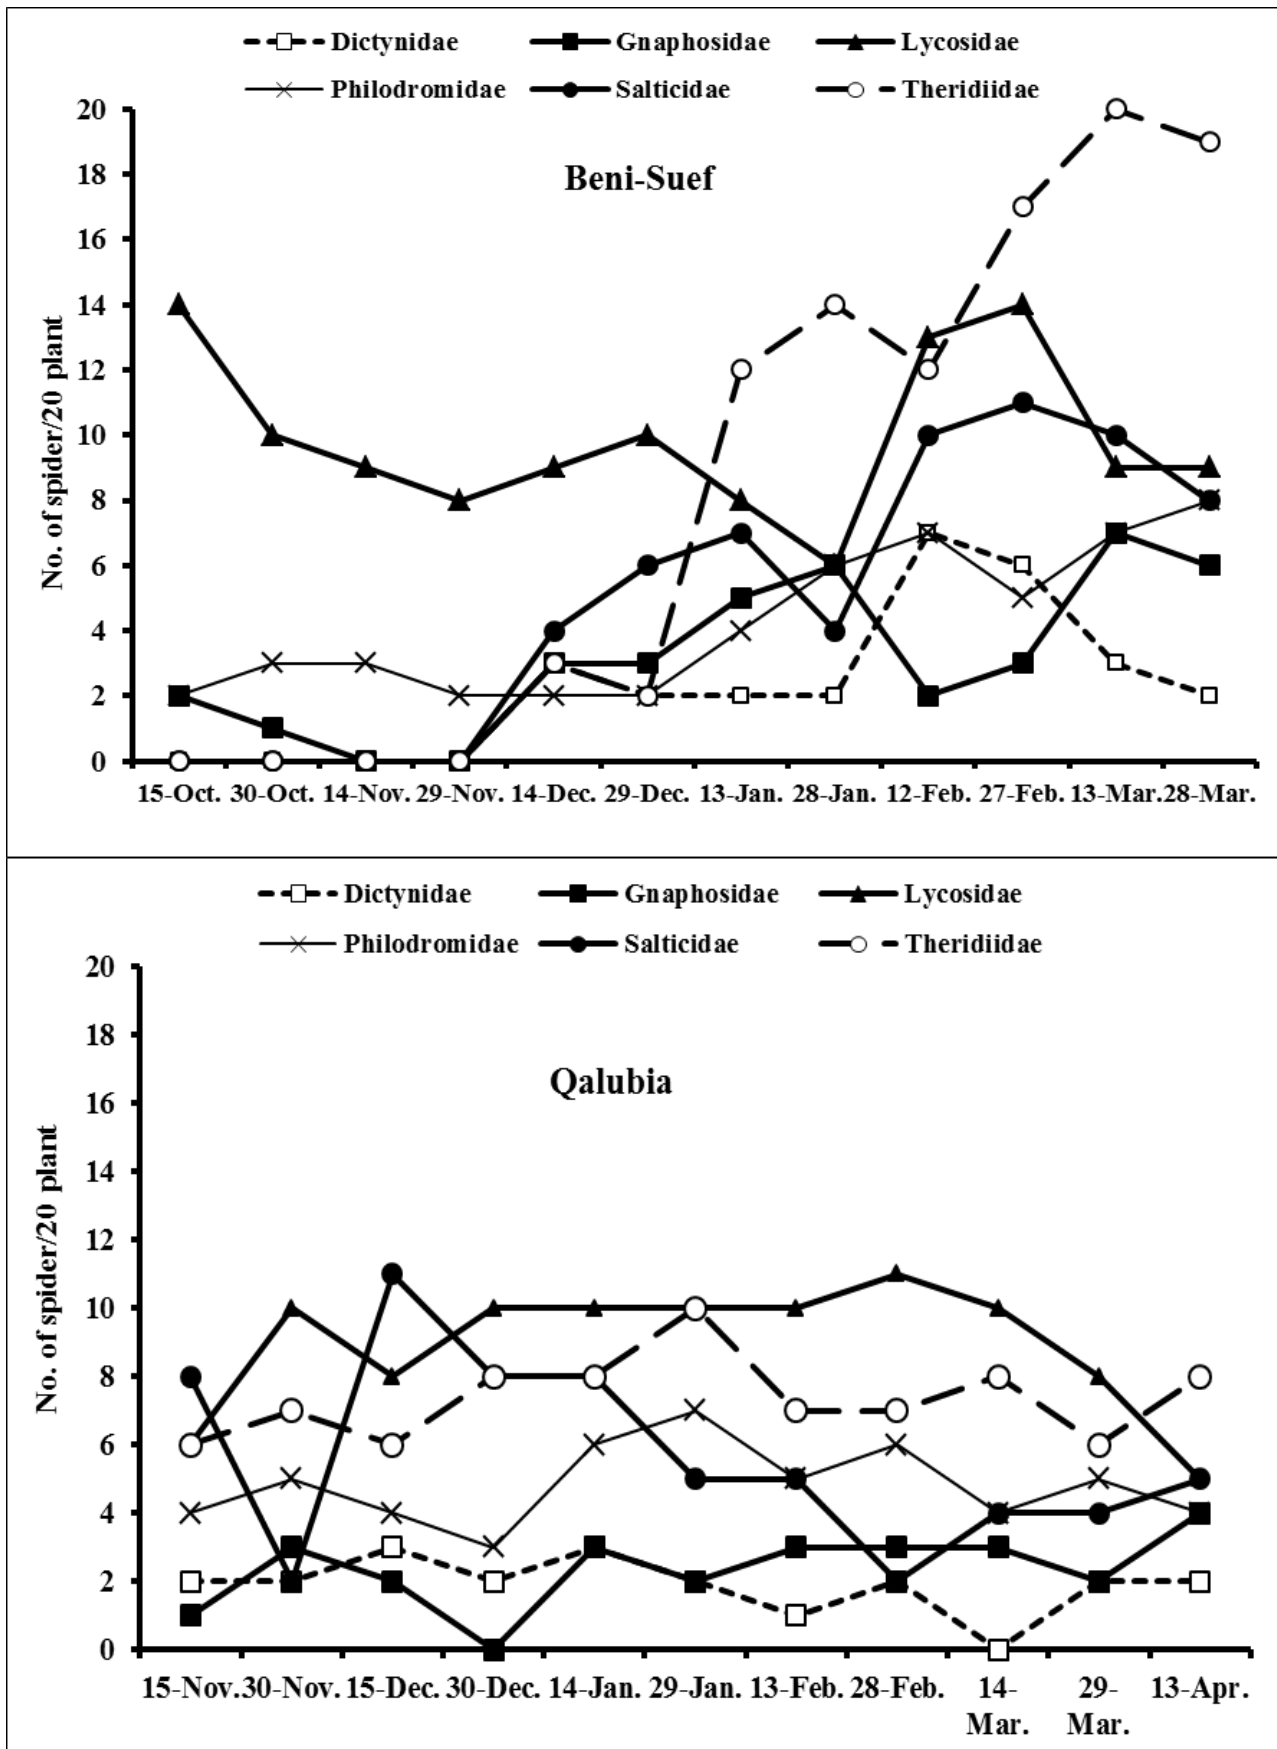 Dictynidae Gnaphosidae Lycosidae
Philodromidae Salticidae Theridiidae
20
18
16
14
12
10
8
6
4
2
0
No. of spider/20 plant
Beni-Suef
15-Oct. 30-Oct. 14-Nov. 29-Nov. 14-Dec. 29-Dec. 13-Jan. 28-Jan. 12-Feb. 27-Feb. 13-Mar. 28-Mar.
Dictynidae Gnaphosidae Lycosidae
Philodromidae Salticidae Theridiidae
20
18
16
14
12
10
8
6
4
2
0
No. of spider/20 plant
Qalubia
15-Nov. 30-Nov. 15-Dec. 30-Dec. 14-Jan. 29-Jan. 13-Feb. 28-Feb. 14- 29- 13-Apr.
Mar. Mar.